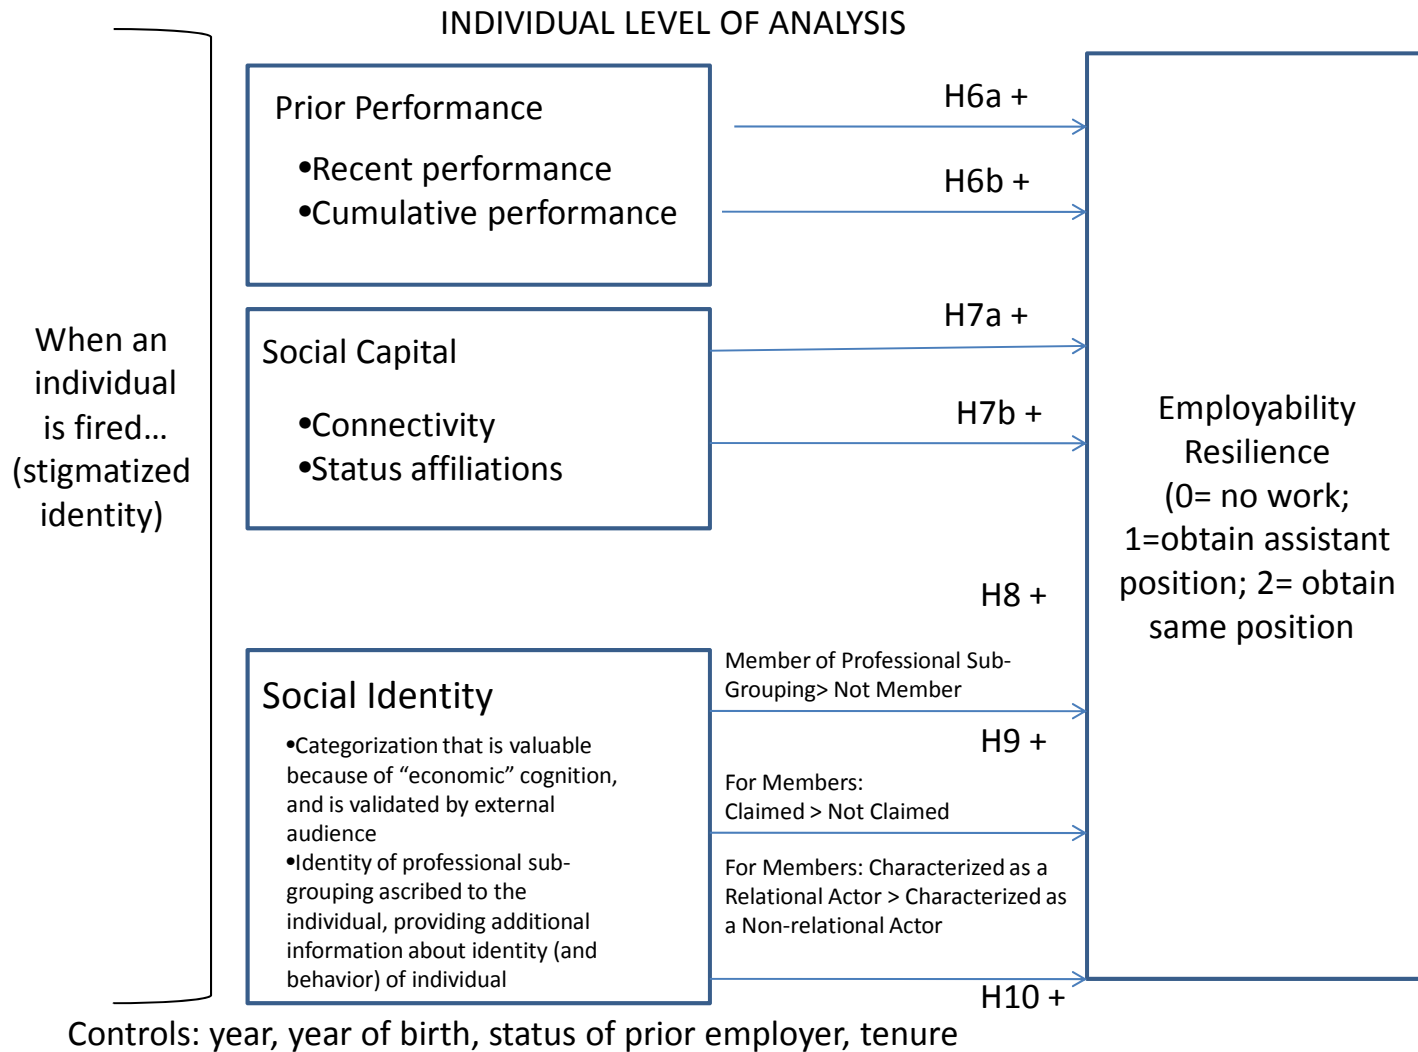 INDIVIDUAL LEVEL OF ANALYSIS
When an
individual
is fired…
(stigmatized
identity)
Prior Performance
•Recent performance
•Cumulative performance
H6a +
H6b +
Social Capital
•Connectivity
•Status affiliations
H7a +
H7b +
Social Identity
•Categorization that is valuable
because of “economic” cognition,
and is validated by external
audience
•Identity of professional sub-
grouping ascribed to the
individual, providing additional
information about identity (and
behavior) of individual
H8 +
Member of Professional Sub-
Grouping> Not Member
H9 +
For Members:
Claimed > Not Claimed
For Members: Characterized as a
Relational Actor > Characterized as
a Non-relational Actor
H10 +
Employability
Resilience
(0= no work;
1=obtain assistant
position; 2= obtain
same position
Controls: year, year of birth, status of prior employer, tenure